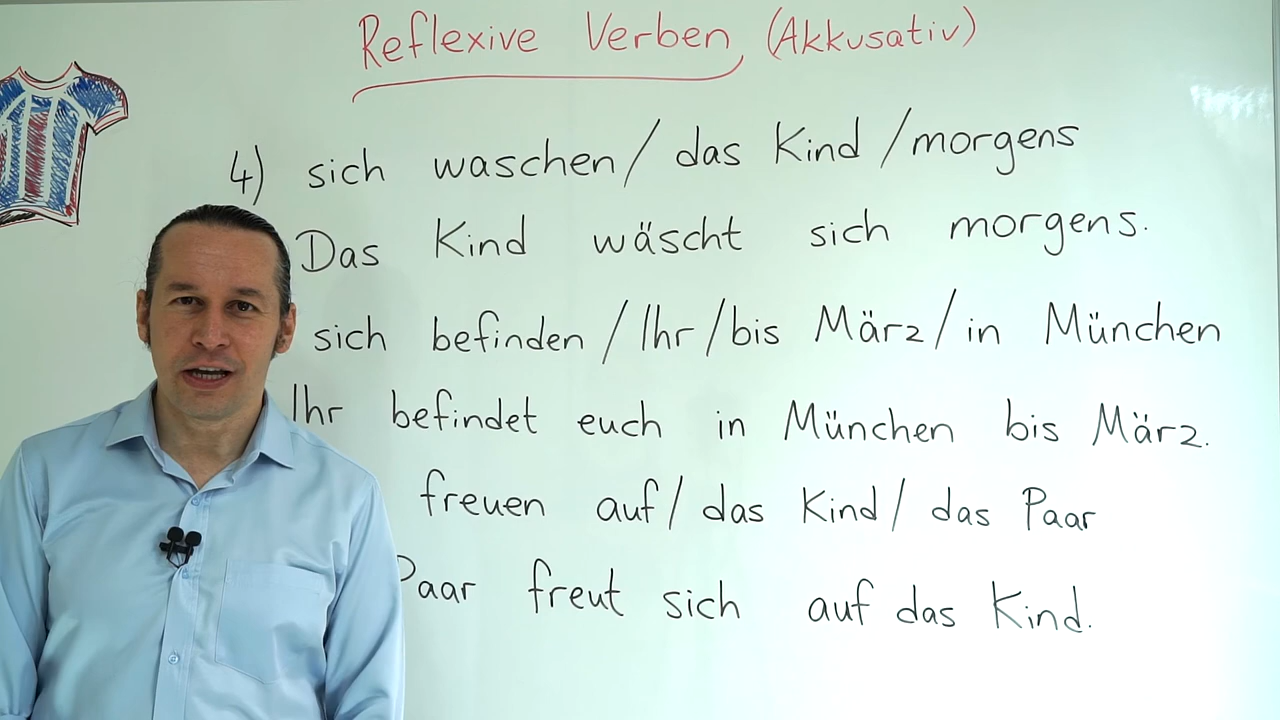 Reflexive Verben (Akkusativ)
4) sich waschen / das Kind / morgens
Das Kind wäscht sich morgens.
sich befinden / Ihr / bis März / in München
Ihr befindet euch in München bis März.
freuen auf / das Kind / das Paar
Paar freut sich auf das Kind.